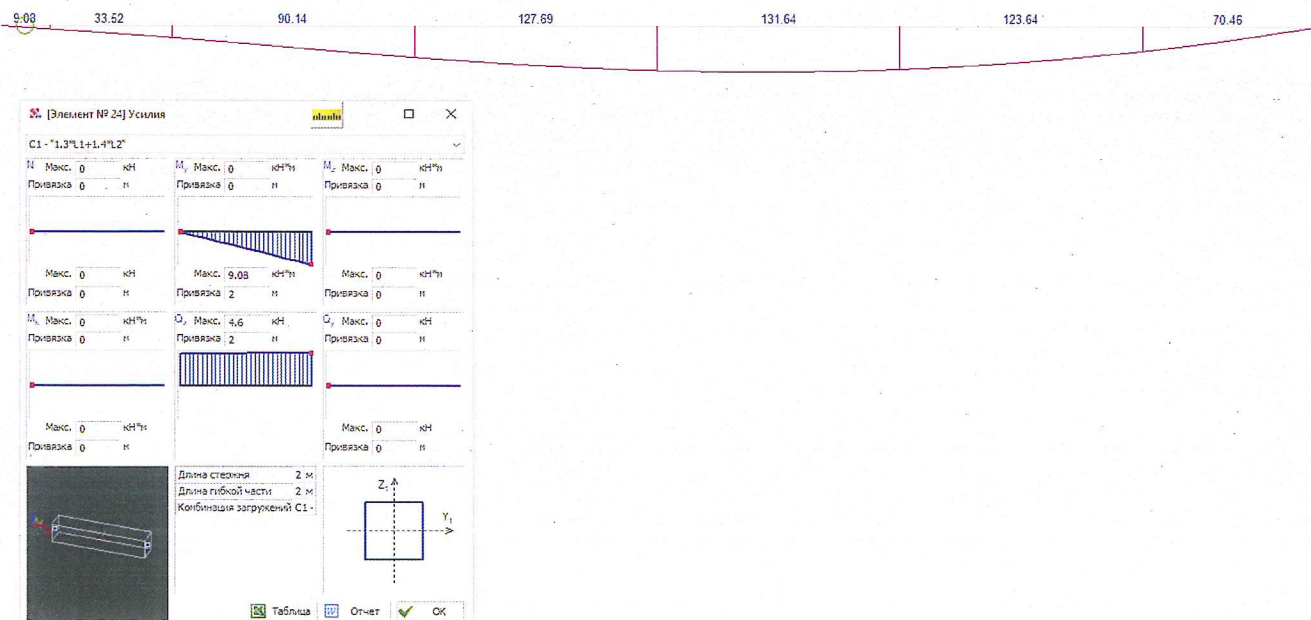 9.08 33.52 90.14 127.69 131.64 123.64 70.46
[Элемент № 24] Усилия
C1 - "1.3*L1+1.4*L2"
N Макс. 0 кН My Макс. 0 кН*м Mz Макс. 0 кН*м
Привязка 0 м Привязка 0 м Привязка 0 м
Макс. 0 кН Макс. 9.08 кН*м Макс. 0 кН*м
Привязка 0 м Привязка 2 м Привязка 0 м
Mx Макс. 0 кН*м Qz Макс. 4.6 кН Qy Макс. 0 кН
Привязка 0 м Привязка 2 м Привязка 0 м
Макс. 0 кН*м Макс. 0 кН
Привязка 0 м Привязка 0 м
Длина стержня 2 м
Длина гибкой части 2 м
Комбинация загружений C1 -
Z1
Y1
Таблица Отчет OK